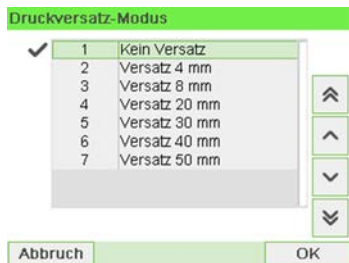 Druckversatz-Modus
1 Kein Versatz
2 Versatz 4 mm
3 Versatz 8 mm
4 Versatz 20 mm
5 Versatz 30 mm
6 Versatz 40 mm
7 Versatz 50 mm
Abbruch OK